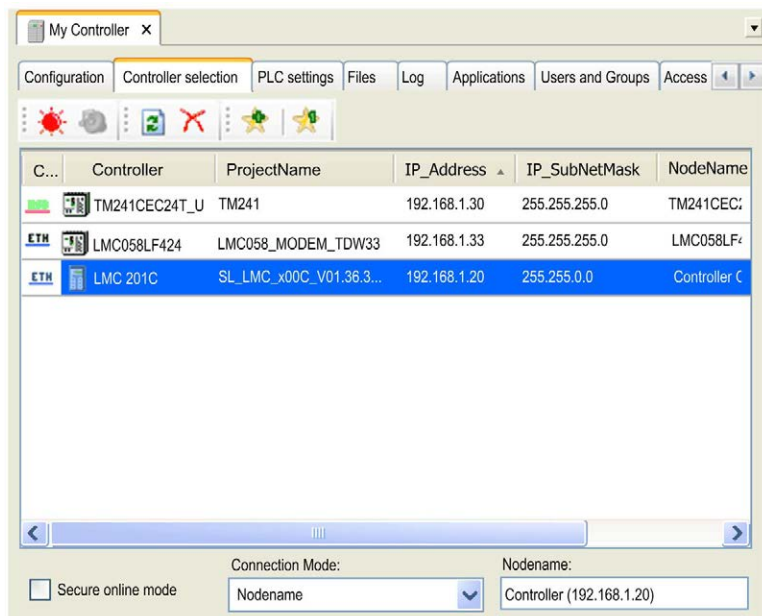 My Controller X
Configuration Controller selection PLC settings Files Log Applications Users and Groups Access
C... Controller ProjectName IP_Address IP_SubNetMask NodeName
TM241CEC24T_U TM241 192.168.1.30 255.255.255.0 TM241CEC2
ETH LMC058LF424 LMC058_MODEM_TDW33 192.168.1.33 255.255.255.0 LMC058LF4
ETH LMC 201C SL_LMC_x00C_V01.36.3... 192.168.1.20 255.255.0.0 Controller C
Connection Mode: Nodename:
Secure online mode Nodename Controller (192.168.1.20)